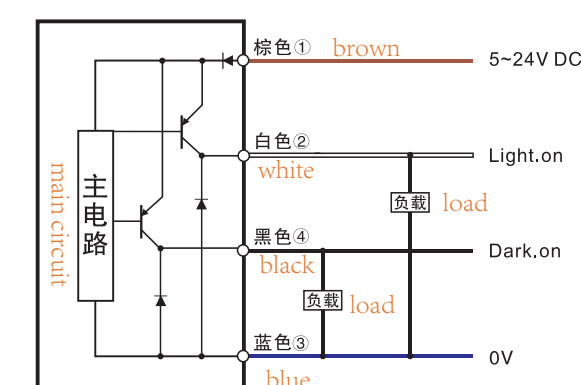 棕色① brown
5~24V DC
白色② white
Light.on
主电路
main circuit
负载 load
黑色④ black
Dark.on
负载 load
蓝色③ blue
0V